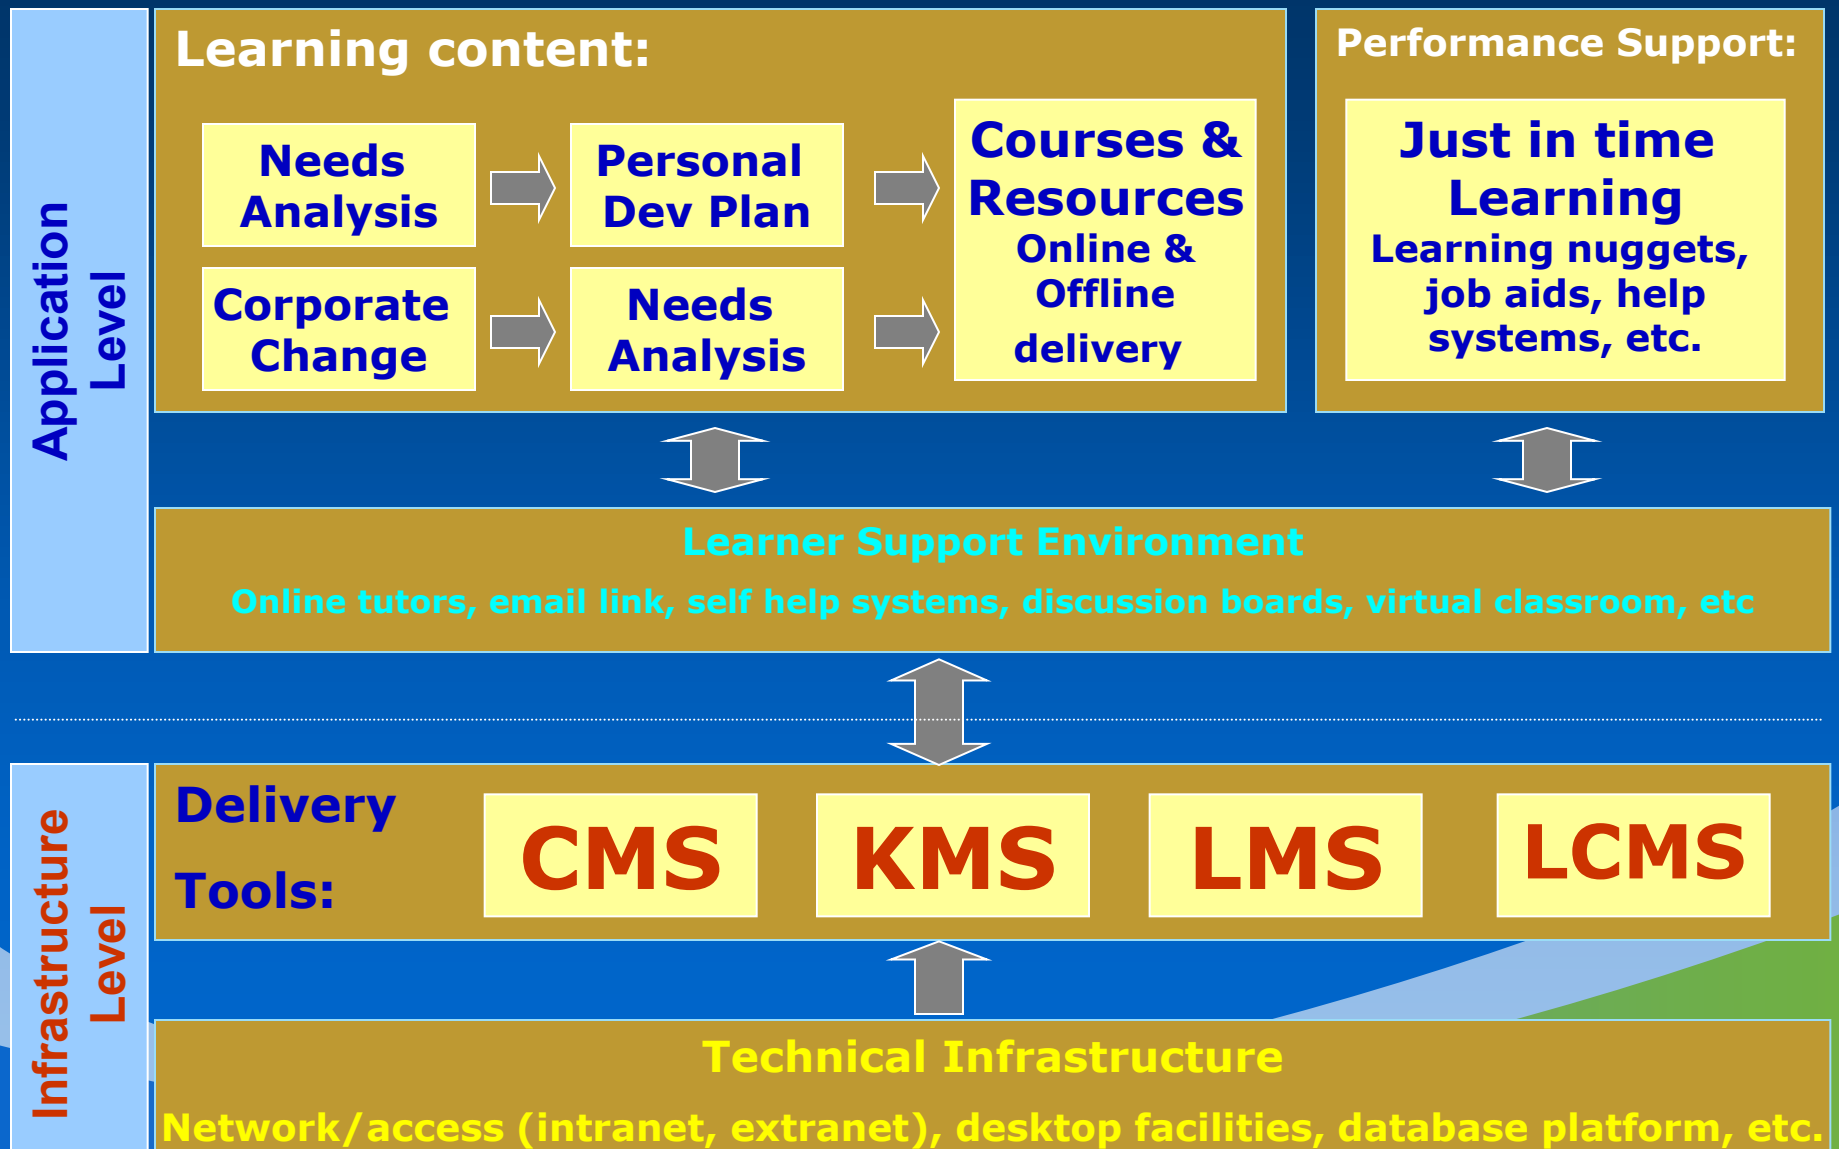 Application
Level
Learning content:
Needs
Analysis
Personal
Dev Plan
Corporate
Change
Needs
Analysis
Courses &
Resources
Online &
Offline
delivery
Performance Support:
Just in time
Learning
Learning nuggets,
job aids, help
systems, etc.
Learner Support Environment
Online tutors, email link, self help systems, discussion boards, virtual classroom, etc
Infrastructure
Level
Delivery
Tools:
CMS
KMS
LMS
LCMS
Technical Infrastructure
Network/access (intranet, extranet), desktop facilities, database platform, etc.